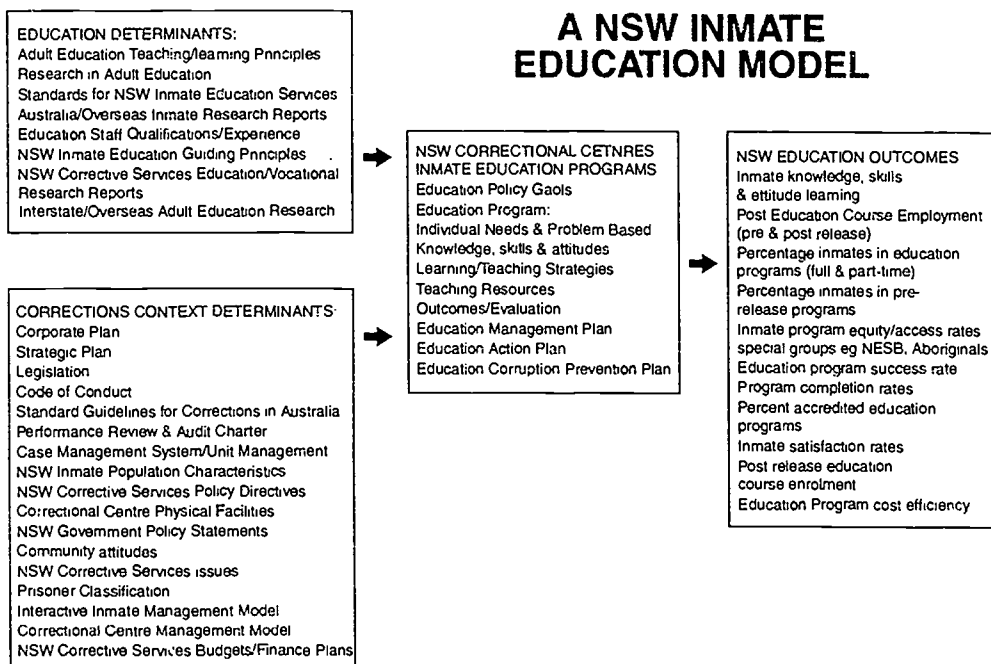 A NSW INMATE
EDUCATION MODEL
EDUCATION DETERMINANTS:
Adult Education Teaching/learning Principles
Research in Adult Education
Standards for NSW Inmate Education Services
Australia/Overseas Inmate Research Reports
Education Staff Qualifications/Experience
NSW Inmate Education Guiding Principles
NSW Corrective Services Education/Vocational
Research Reports
Interstate/Overseas Adult Education Research
CORRECTIONS CONTEXT DETERMINANTS:
Corporate Plan
Strategic Plan
Legislation
Code of Conduct
Standard Guidelines for Corrections in Australia
Performance Review & Audit Charter
Case Management System/Unit Management
NSW Inmate Population Characteristics
NSW Corrective Services Policy Directives
Correctional Centre Physical Facilities
NSW Government Policy Statements
Community attitudes
NSW Corrective Services issues
Prisoner Classification
Interactive Inmate Management Model
Correctional Centre Management Model
NSW Corrective Services Budgets/Finance Plans
NSW CORRECTIONAL CETNRES
INMATE EDUCATION PROGRAMS
Education Policy Gaols
Education Program:
Individual Needs & Problem Based
Knowledge, skills & attitudes
Learning/Teaching Strategies
Teaching Resources
Outcomes/Evaluation
Education Management Plan
Education Action Plan
Education Corruption Prevention Plan
NSW EDUCATION OUTCOMES
Inmate knowledge, skills
& attitude learning
Post Education Course Employment
(pre & post release)
Percentage inmates in education
programs (full & part-time)
Percentage inmates in pre-
release programs
Inmate program equity/access rates
special groups eg NESB, Aboriginals
Education program success rate
Program completion rates
Percent accredited education
programs
Inmate satisfaction rates
Post release education
course enrolment
Education Program cost efficiency